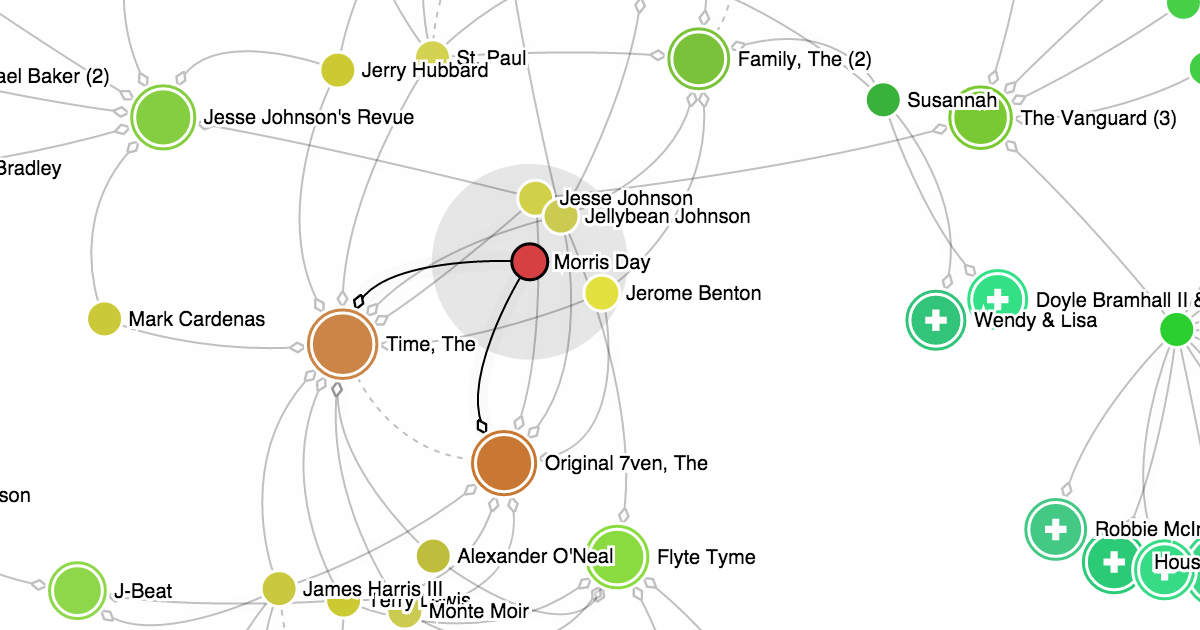 St. Paul
Family, The (2)
Jerry Hubbard
ael Baker (2)
Susannah
Jesse Johnson's Revue
The Vanguard (3)
Bradley
Jesse Johnson
Jellybean Johnson
Morris Day
Jerome Benton
Doyle Bramhall II &
Mark Cardenas
Wendy & Lisa
Time, The
Original 7ven, The
son
Robbie McIn
Alexander O'Neal
Flyte Tyme
Hous
J-Beat
James Harris III
Terry Lewis
Monte Moir